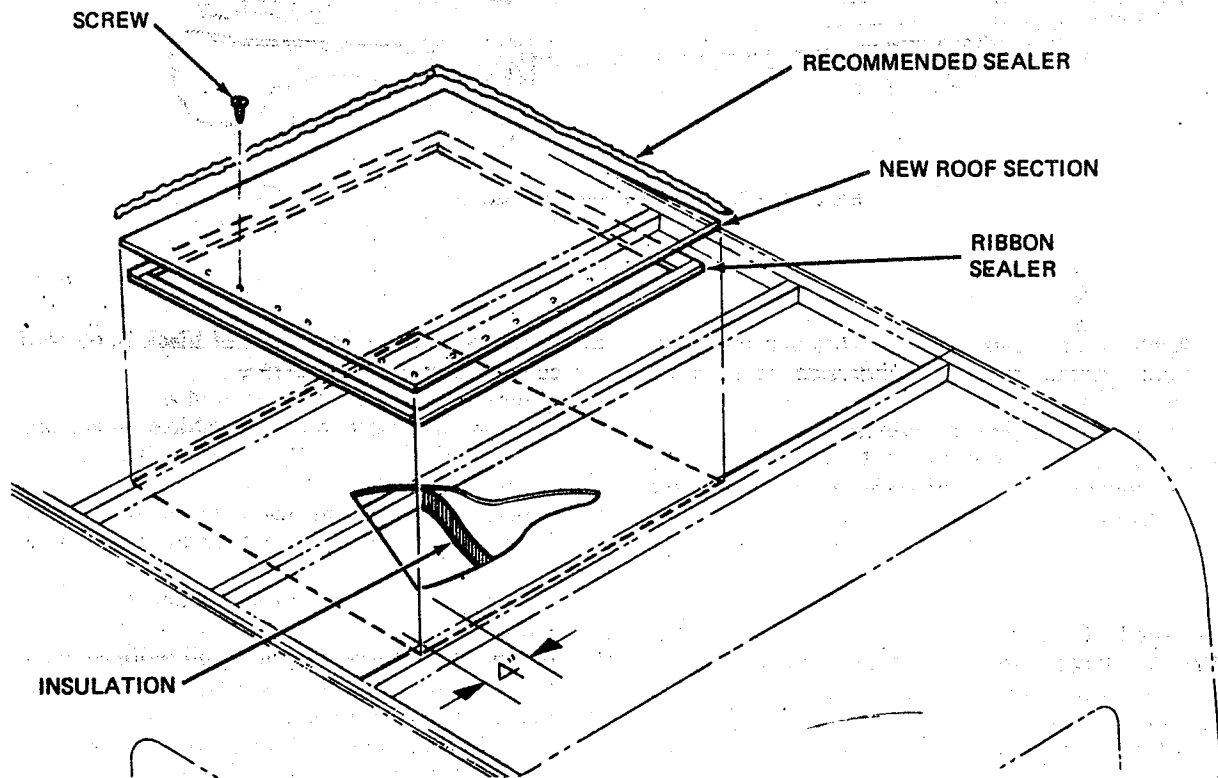 SCREW
RECOMMENDED SEALER
NEW ROOF SECTION
RIBBON
SEALER
INSULATION